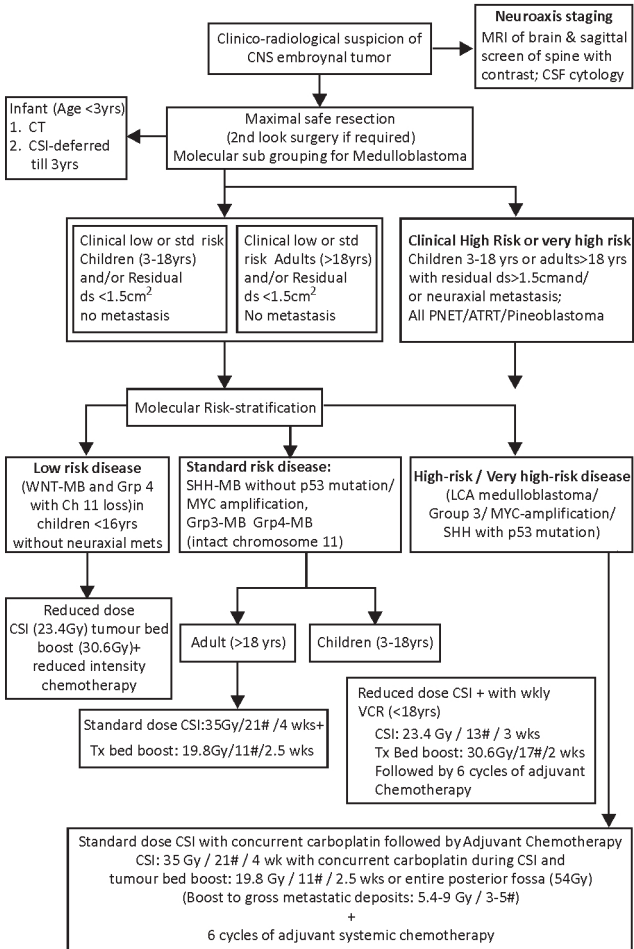 Neuroaxis staging
MRI of brain & sagittal
screen of spine with
contrast; CSF cytology
Clinico-radiological suspicion of
CNS embroynal tumor
Infant (Age <3yrs)
1. CT
2. CSI-deferred
till 3yrs
Maximal safe resection
(2nd look surgery if required)
Molecular sub grouping for Medulloblastoma
Clinical low or std risk
Children (3-18yrs)
and/or Residual
ds <1.5cm²
no metastasis
Clinical low or std
risk Adults (>18yrs)
and/or Residual
ds <1.5cm²
No metastasis
Clinical High Risk or very high risk
Children 3-18 yrs or adults>18 yrs
with residual ds>1.5cmand/
or neuraxial metastasis;
All PNET/ATRT/Pineoblastoma
Molecular Risk-stratification
Low risk disease
(WNT-MB and Grp 4
with Ch 11 loss)in
children <16yrs
without neuraxial mets
Standard risk disease:
SHH-MB without p53 mutation/
MYC amplification,
Grp3-MB Grp4-MB
(intact chromosome 11)
High-risk / Very high-risk disease
(LCA medulloblastoma/
Group 3/ MYC-amplification/
SHH with p53 mutation)
Reduced dose
CSI (23.4Gy) tumour bed
boost (30.6Gy)+
reduced intensity
chemotherapy
Adult (>18 yrs)
Children (3-18yrs)
Standard dose CSI:35Gy/21# /4 wks+
Tx bed boost: 19.8Gy/11#/2.5 wks
Reduced dose CSI + with wkly
VCR (<18yrs)
CSI: 23.4 Gy / 13# / 3 wks
Tx Bed boost: 30.6Gy/17#/2 wks
Followed by 6 cycles of adjuvant
Chemotherapy
Standard dose CSI with concurrent carboplatin followed by Adjuvant Chemotherapy
CSI: 35 Gy / 21# / 4 wk with concurrent carboplatin during CSI and
tumour bed boost: 19.8 Gy / 11# / 2.5 wks or entire posterior fossa (54Gy)
(Boost to gross metastatic deposits: 5.4-9 Gy / 3-5#)
+
6 cycles of adjuvant systemic chemotherapy